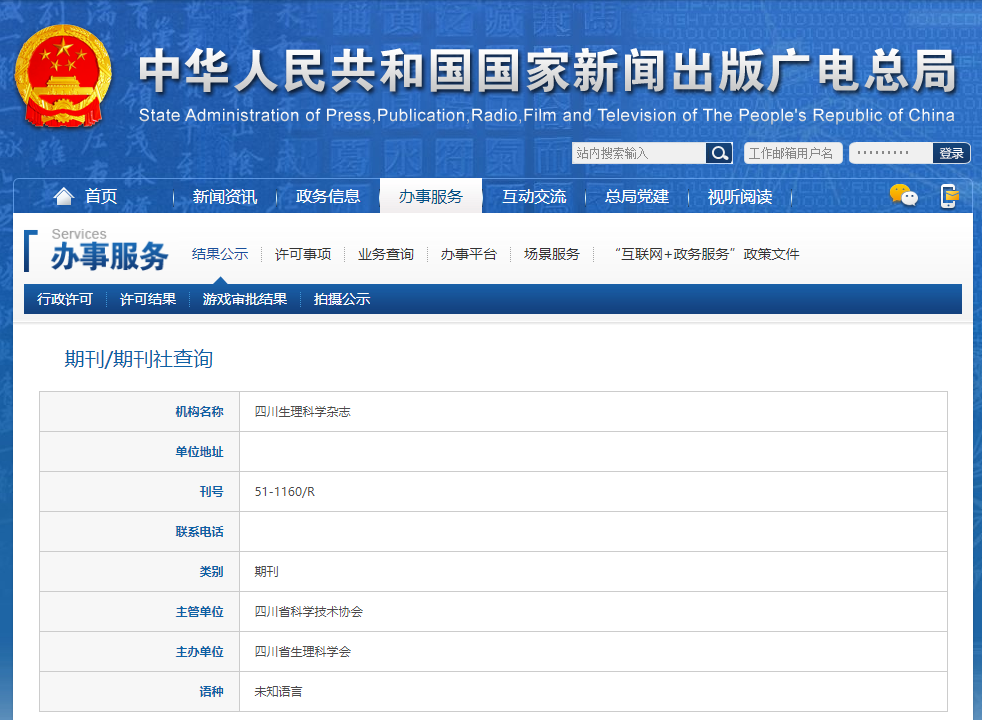 中华人民共和国国家新闻出版广电总局
State Administration of Press,Publication,Radio,Film and Television of The People's Republic of China
站内搜索输入 工作邮箱用户名 ········· 登录
首页 新闻资讯 政务信息 办事服务 互动交流 总局党建 视听阅读
Services
办事服务 结果公示 许可事项 业务查询 办事平台 场景服务 “互联网+政务服务”政策文件
行政许可 许可结果 游戏审批结果 拍摄公示
期刊/期刊社查询
机构名称 四川生理科学杂志
单位地址
刊号 51-1160/R
联系电话
类别 期刊
主管单位 四川省科学技术协会
主办单位 四川省生理科学会
语种 未知语言